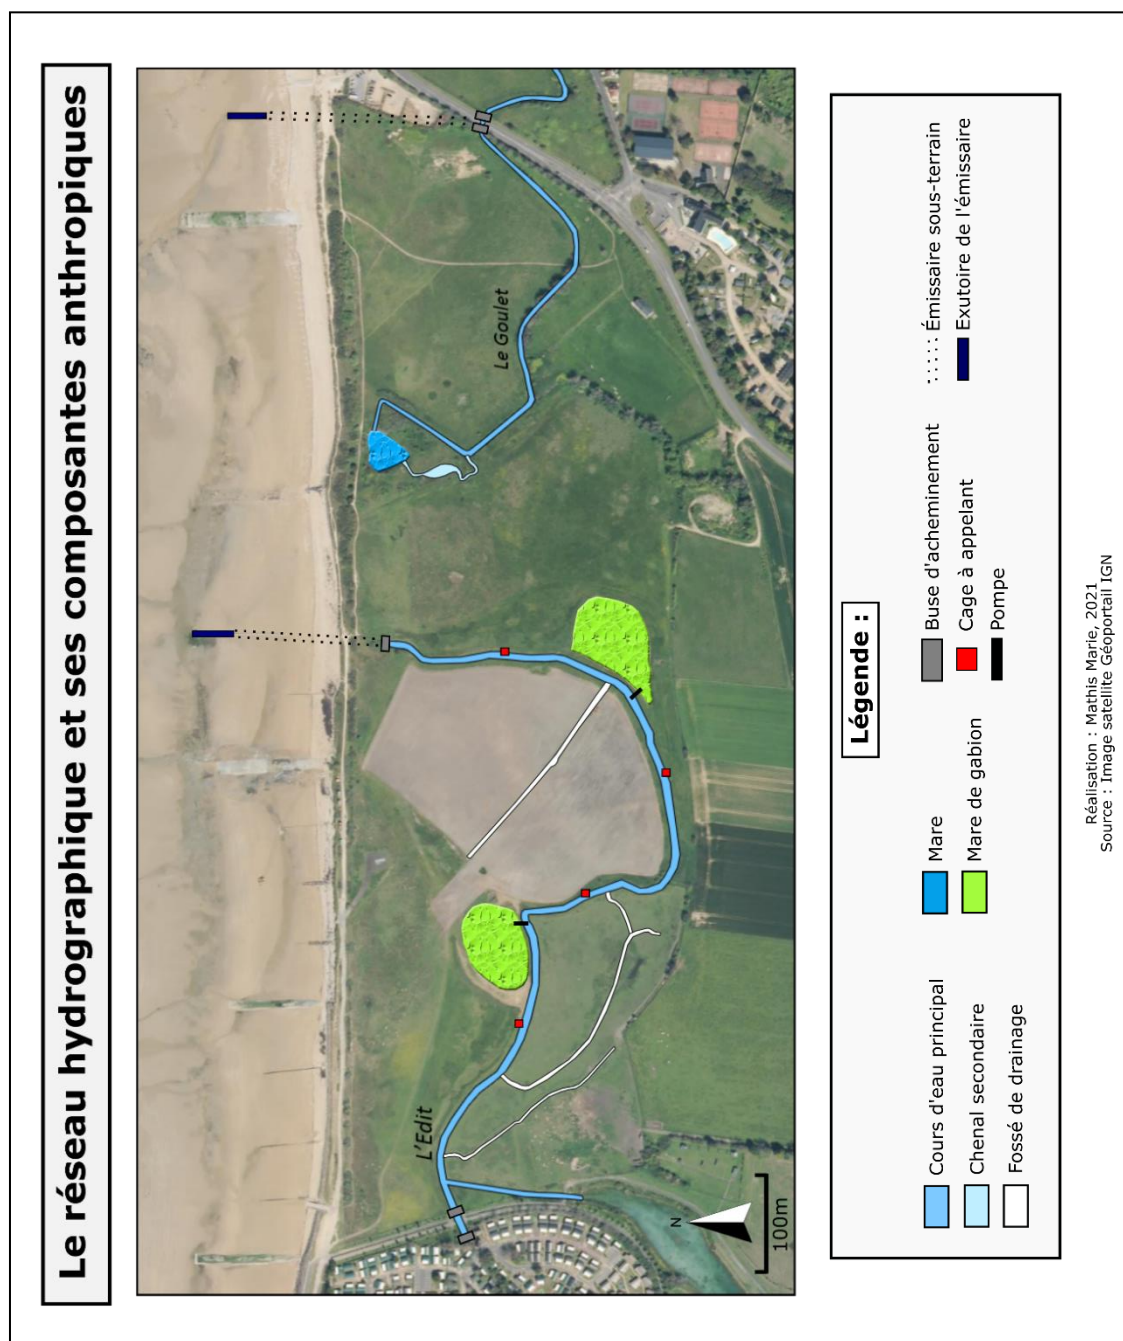 Le réseau hydrographique et ses composantes anthropiques
Le Goulet
L'Edit
N
100m
Légende :
Cours d'eau principal
Chenal secondaire
Fossé de drainage
Mare
Mare de gabion
Buse d'acheminement
Cage à appelant
Pompe
Émissaire sous-terrain
Exutoire de l'émissaire
Réalisation : Mathis Marie, 2021
Source : Image satellite Géoportail IGN